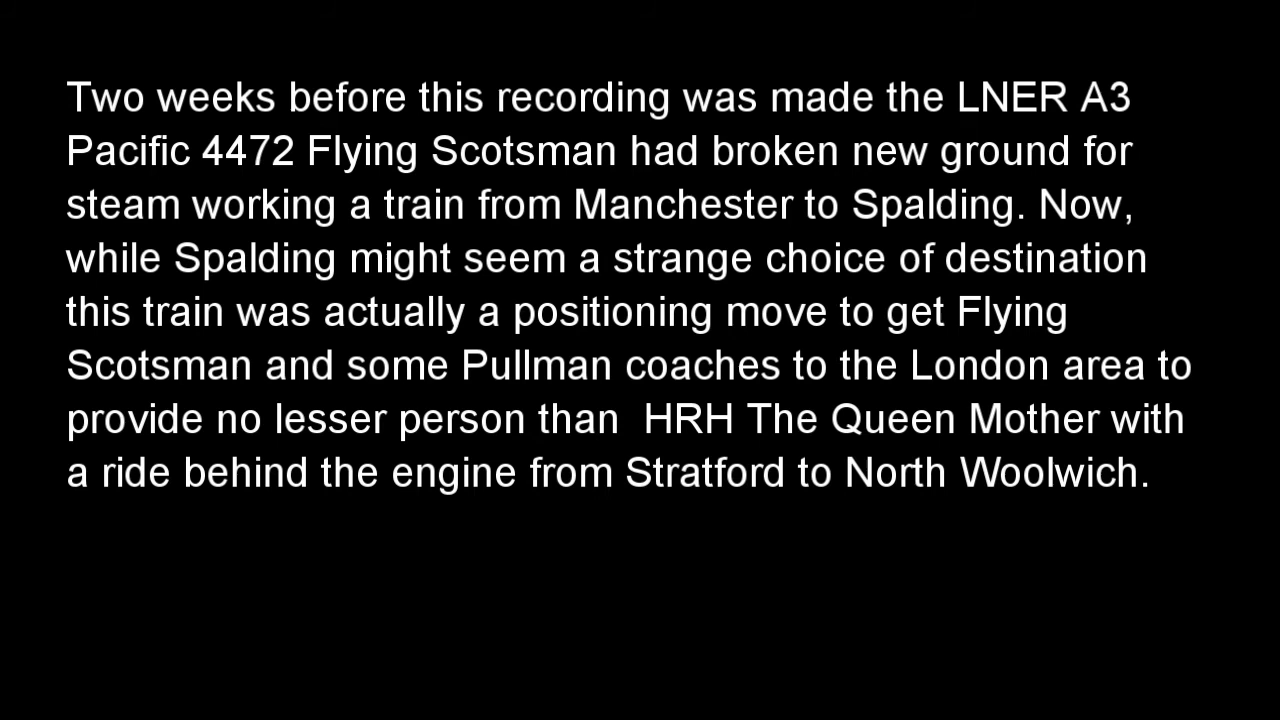 Two weeks before this recording was made the LNER A3
Pacific 4472 Flying Scotsman had broken new ground for
steam working a train from Manchester to Spalding. Now,
while Spalding might seem a strange choice of destination
this train was actually a positioning move to get Flying
Scotsman and some Pullman coaches to the London area to
provide no lesser person than  HRH The Queen Mother with
a ride behind the engine from Stratford to North Woolwich.